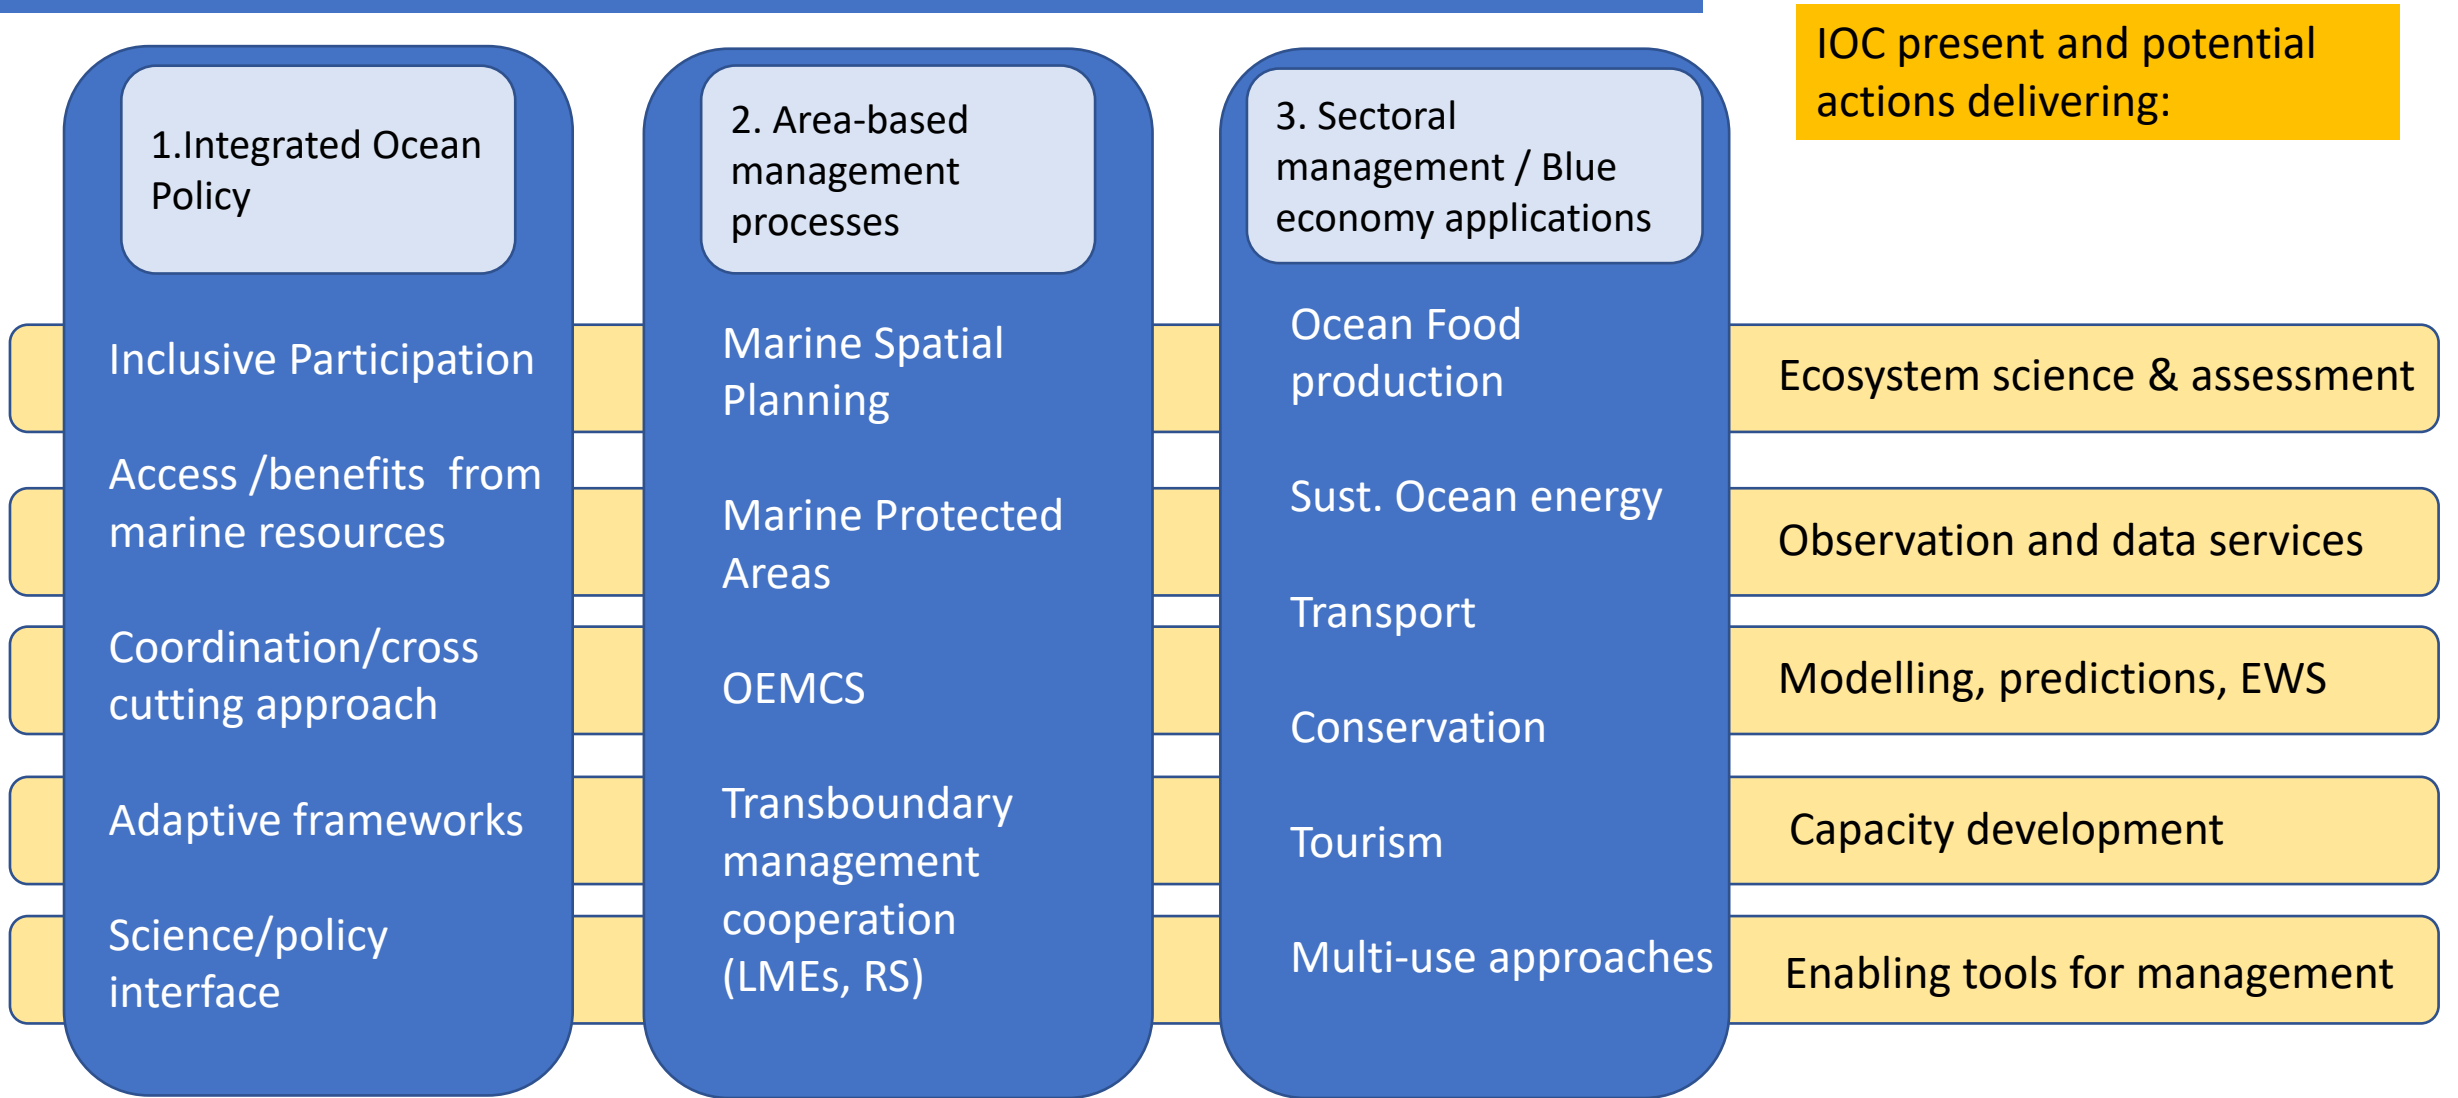 IOC present and potential
actions delivering:
1.Integrated Ocean
Policy
Inclusive Participation
Access /benefits  from
marine resources
Coordination/cross
cutting approach
Adaptive frameworks
Science/policy
interface
2. Area-based
management
processes
Marine Spatial
Planning
Marine Protected
Areas
OEMCS
Transboundary
management
cooperation
(LMEs, RS)
3. Sectoral
management / Blue
economy applications
Ocean Food
production
Sust. Ocean energy
Transport
Conservation
Tourism
Multi-use approaches
Ecosystem science & assessment
Observation and data services
Modelling, predictions, EWS
Capacity development
Enabling tools for management